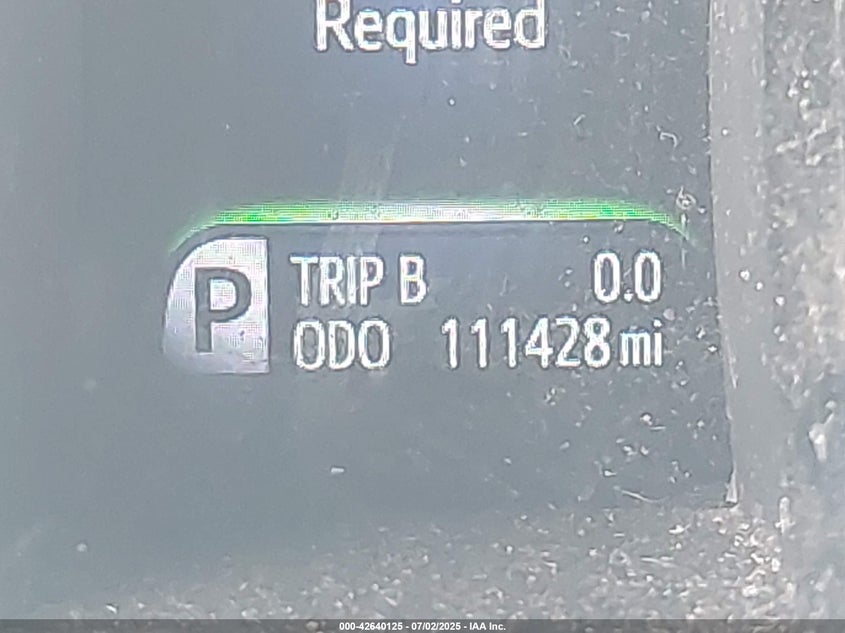 Required
TRIP B 0.0
P
ODO 111428 mi
000-42640125 - 07/02/2025 - IAA Inc.